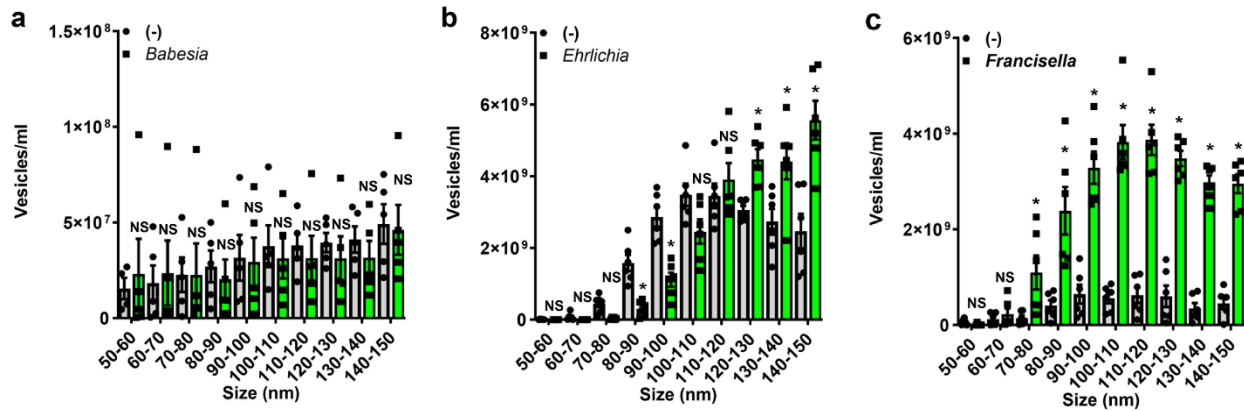 a
(-)
Babesia
1.5×10⁸
1×10⁸
5×10⁷
0
Vesicles/ml
NS NS NS NS NS NS NS NS NS NS
50-60 60-70 70-80 80-90 90-100 100-110 110-120 120-130 130-140 140-150
Size (nm)
b
(-)
Ehrlichia
8×10⁹
6×10⁹
4×10⁹
2×10⁹
0
Vesicles/ml
NS NS NS * * * NS * * *
50-60 60-70 70-80 80-90 90-100 100-110 110-120 120-130 130-140 140-150
Size (nm)
c
(-)
Francisella
6×10⁹
4×10⁹
2×10⁹
0
Vesicles/ml
NS NS * * * * * * * *
50-60 60-70 70-80 80-90 90-100 100-110 110-120 120-130 130-140 140-150
Size (nm)